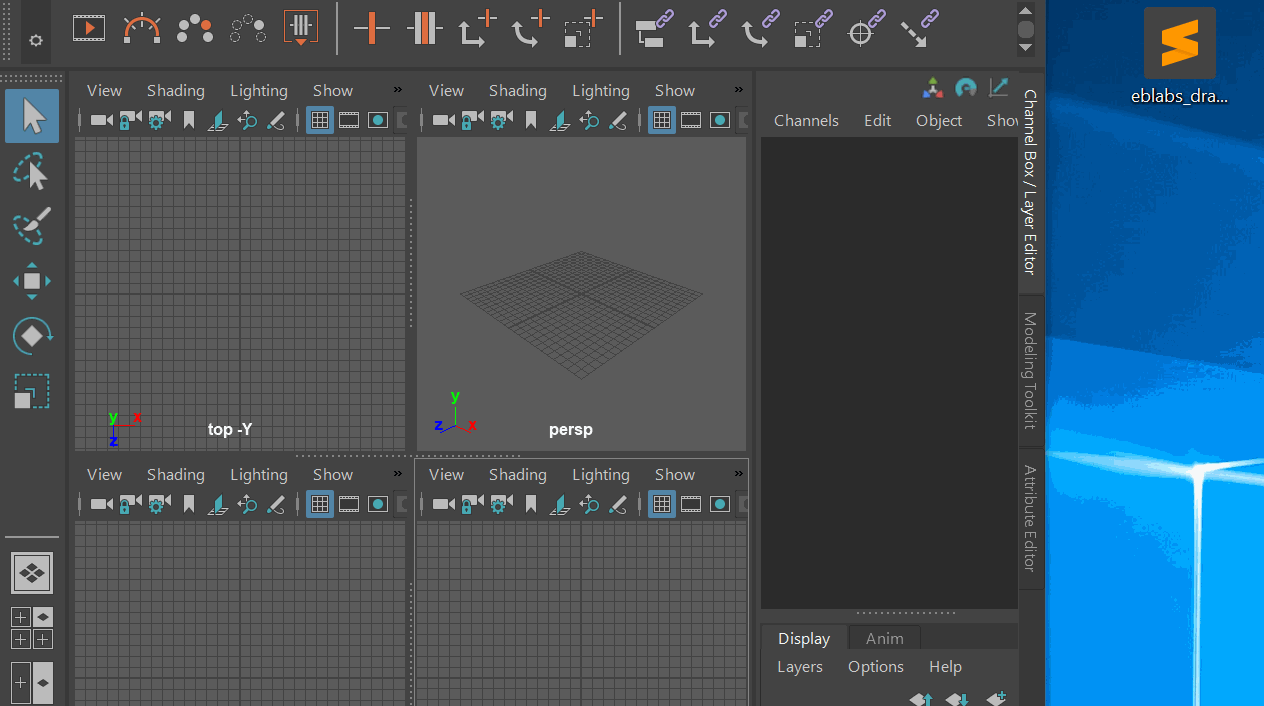 View Shading Lighting Show »
View Shading Lighting Show »
Channels Edit Object Show
y x z
top -Y
y z x
persp
View Shading Lighting Show »
View Shading Lighting Show »
Display Anim
Layers Options Help
Channel Box / Layer Editor
Modeling Toolkit
Attribute Editor
eblabs_dra...